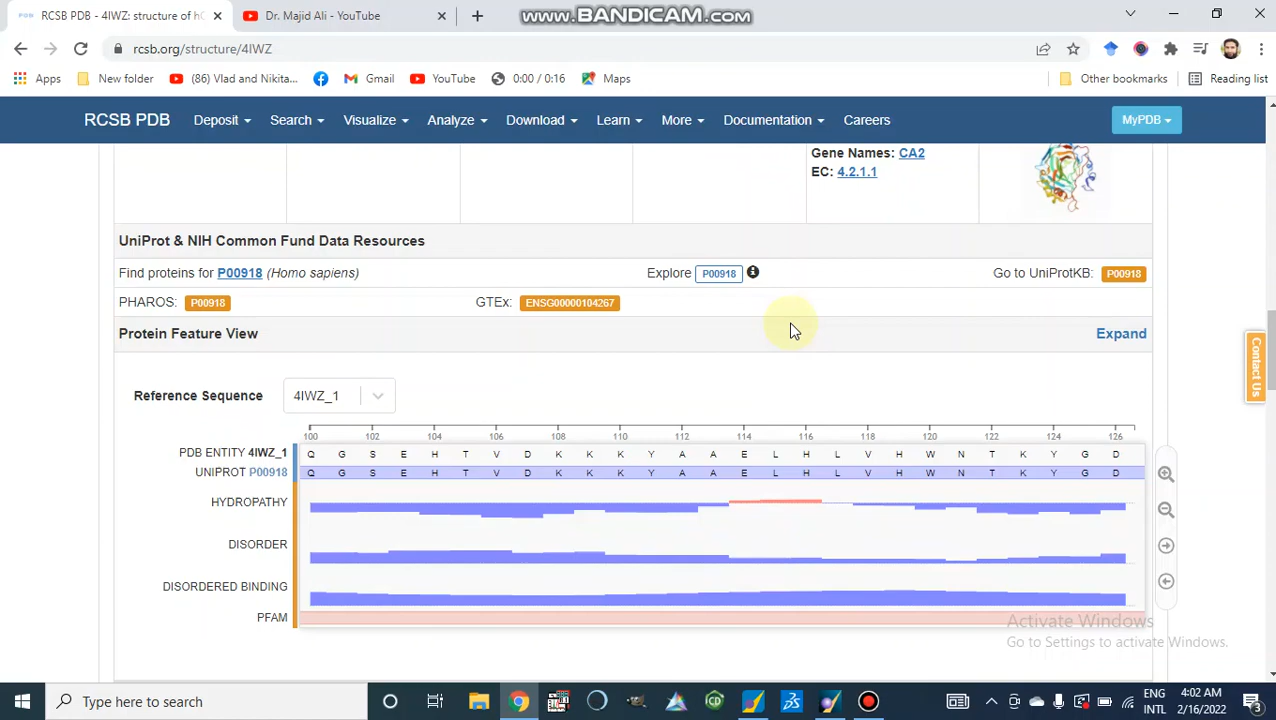 RCSB PDB - 4IWZ: structure of hC
Dr. Majid Ali - YouTube
www.BANDICAM.com
rcsb.org/structure/4IWZ
Apps
New folder
(86) Vlad and Nikita...
Gmail
YouTube
0:00 / 0:16
Maps
Other bookmarks
Reading list
RCSB PDB
Deposit
Search
Visualize
Analyze
Download
Learn
More
Documentation
Careers
MyPDB
Gene Names: CA2
EC: 4.2.1.1
UniProt & NIH Common Fund Data Resources
Find proteins for P00918 (Homo sapiens)
Explore P00918
Go to UniProtKB: P00918
PHAROS: P00918
GTEx: ENSG00000104267
Protein Feature View
Expand
Contact Us
Reference Sequence
4IWZ_1
100 102 104 106 108 110 112 114 116 118 120 122 124 126
PDB ENTITY 4IWZ_1
Q G S E H T V D K K K Y A A E L H L V H W N T K Y G D
UNIPROT P00918
Q G S E H T V D K K K Y A A E L H L V H W N T K Y G D
HYDROPATHY
DISORDER
DISORDERED BINDING
PFAM
Activate Windows
Go to Settings to activate Windows.
Type here to search
ENG
INTL
4:02 AM
2/16/2022
3